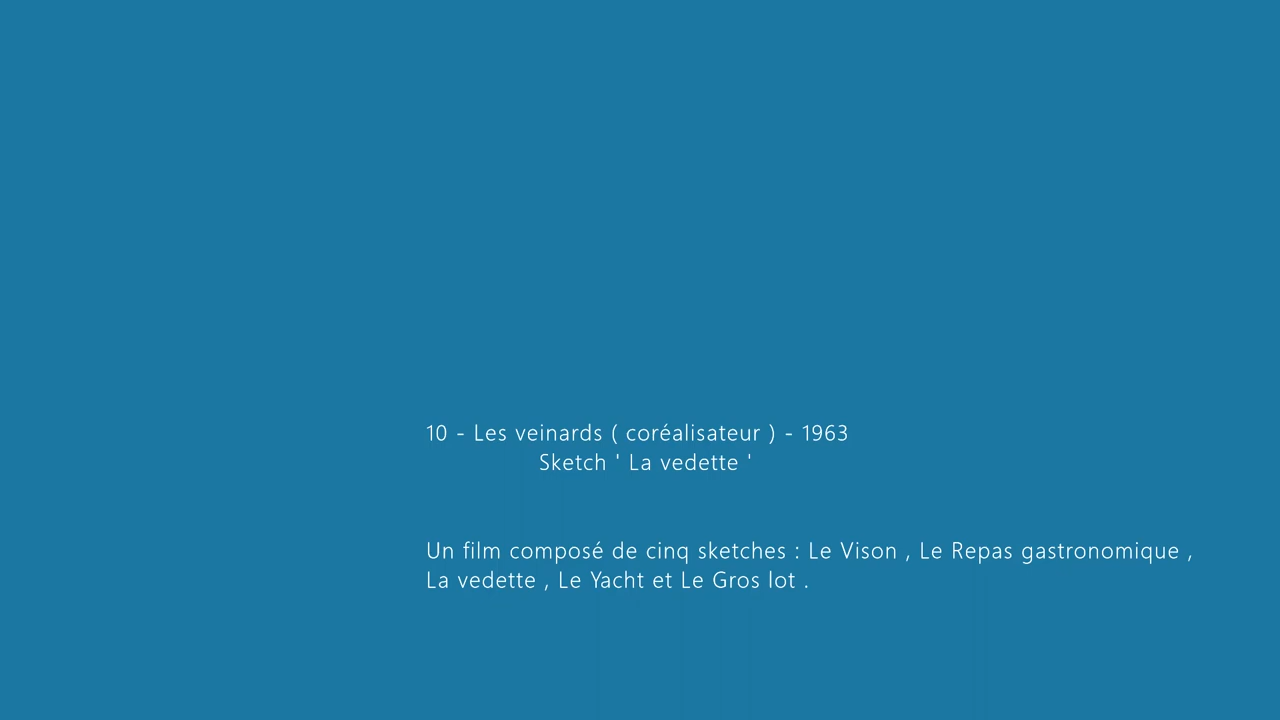 10 - Les veinards ( coréalisateur ) - 1963
Sketch ' La vedette '
Un film composé de cinq sketches : Le Vison , Le Repas gastronomique ,
La vedette , Le Yacht et Le Gros lot .